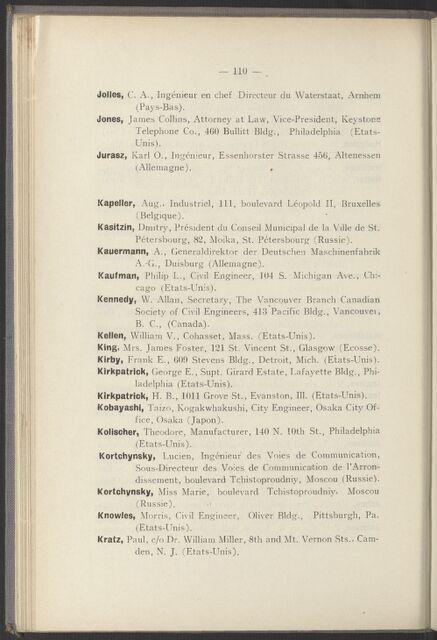 — 110 —
Jolles, C. A., Ingénieur en chef Directeur du Waterstaat, Arnhem
(Pays-Bas).
Jones, James Collins, Attorney at Law, Vice-President, Keystone
Telephone Co., 460 Bullitt Bldg., Philadelphia (Etats-
Unis).
Jurasz, Karl O., Ingénieur, Essenhorster Strasse 456, Altenessen
(Allemagne).
Kapeller, Aug., Industriel, 111, boulevard Léopold II, Bruxelles
(Belgique).
Kasitzin, Dmitry, Président du Conseil Municipal de la Ville de St.
Pétersbourg, 82, Moika, St. Pétersbourg (Russie).
Kauermann, A., Generaldirektor der Deutschen Maschinenfabrik
A.-G., Duisburg (Allemagne).
Kaufman, Philip L., Civil Engineer, 104 S. Michigan Ave., Chi-
cago (Etats-Unis).
Kennedy, W. Allan, Secretary, The Vancouver Branch Canadian
Society of Civil Engineers, 413 Pacific Bldg., Vancouver,
B. C., (Canada).
Kellen, William V., Cohasset, Mass. (Etats-Unis).
King, Mrs. James Foster, 121 St. Vincent St., Glasgow (Ecosse).
Kirby, Frank E., 609 Stevens Bldg., Detroit, Mich. (Etats-Unis).
Kirkpatrick, George E., Supt. Girard Estate, Lafayette Bldg., Phi-
ladelphia (Etats-Unis).
Kirkpatrick, H. B., 1011 Grove St., Evanston, Ill. (Etats-Unis).
Kobayashi, Taizo, Kogakwhakushi, City Engineer, Osaka City Of-
fice, Osaka (Japon).
Kolischer, Theodore, Manufacturer, 140 N. 10th St., Philadelphia
(Etats-Unis).
Kortchynsky, Lucien, Ingénieur des Voies de Communication,
Sous-Directeur des Voies de Communication de l'Arron-
dissement, boulevard Tchistoproudniy, Moscou (Russie).
Kortchynsky, Miss Marie, boulevard Tchistoproudniy, Moscou
(Russie).
Knowles, Morris, Civil Engineer, Oliver Bldg., Pittsburgh, Pa.
(Etats-Unis).
Kratz, Paul, c/o Dr. William Miller, 8th and Mt. Vernon Sts., Cam-
den, N. J. (Etats-Unis).